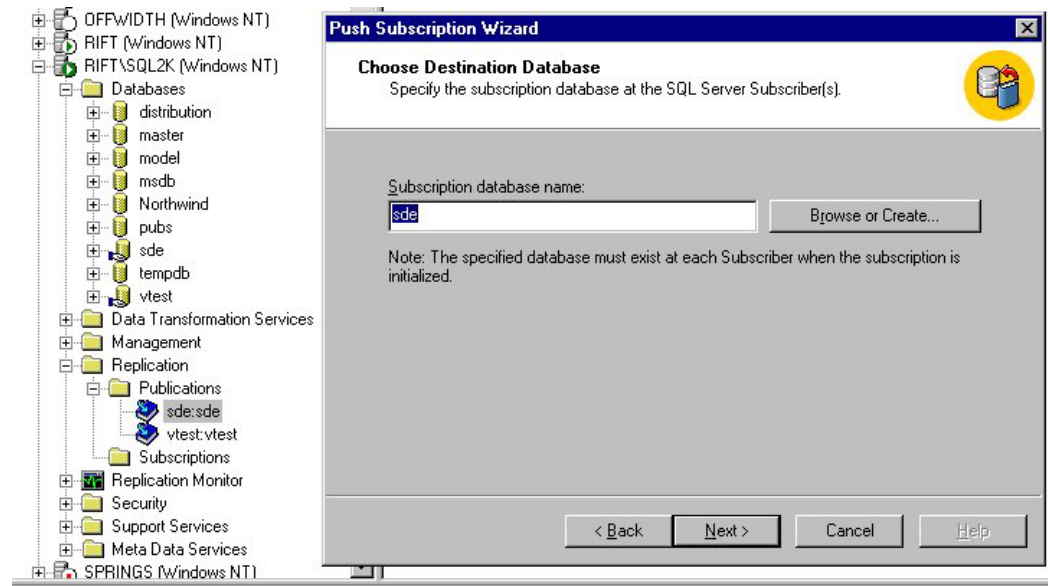 OFFWIDTH (Windows NT)
RIFT (Windows NT)
RIFT\SQL2K (Windows NT)
Databases
distribution
master
model
msdb
Northwind
pubs
sde
tempdb
vtest
Data Transformation Services
Management
Replication
Publications
sde:sde
vtest:vtest
Subscriptions
Replication Monitor
Security
Support Services
Meta Data Services
SPRINGS (Windows NT)
Push Subscription Wizard
Choose Destination Database
Specify the subscription database at the SQL Server Subscriber(s).
Subscription database name:
sde
Browse or Create...
Note: The specified database must exist at each Subscriber when the subscription is
initialized.
< Back Next > Cancel Help